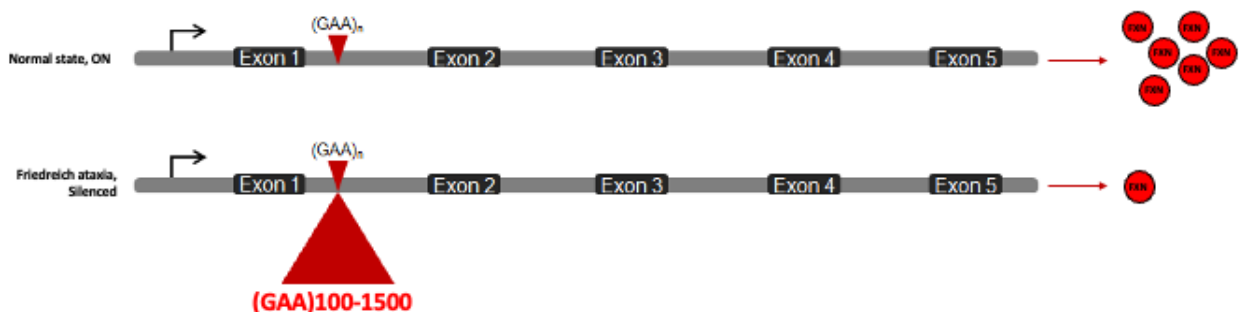 (GAA)n
Normal state, ON Exon 1 Exon 2 Exon 3 Exon 4 Exon 5
FXN FXN
FXN FXN
FXN
FXN
(GAA)n
Friedreich ataxia,
Silenced
Exon 1 Exon 2 Exon 3 Exon 4 Exon 5 FXN
(GAA)100-1500